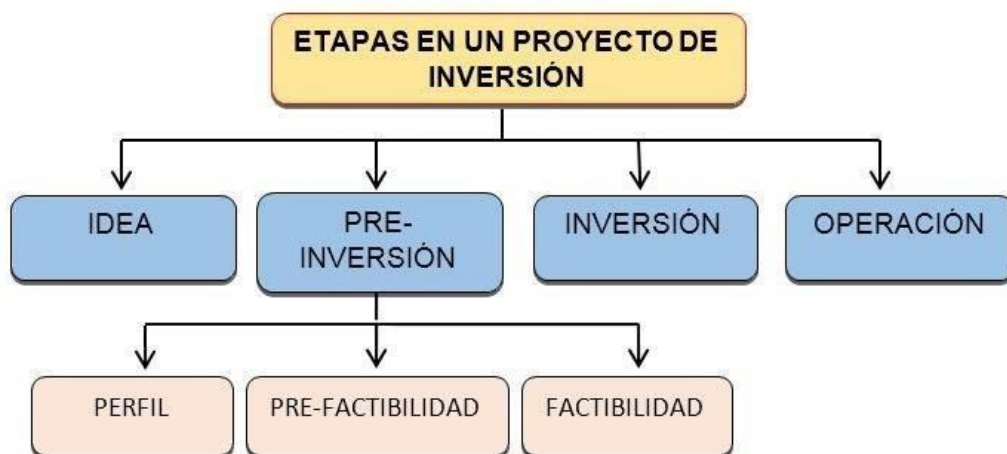 ETAPAS EN UN PROYECTO DE
INVERSIÓN
IDEA
PRE-
INVERSIÓN
INVERSIÓN
OPERACIÓN
PERFIL
PRE-FACTIBILIDAD
FACTIBILIDAD